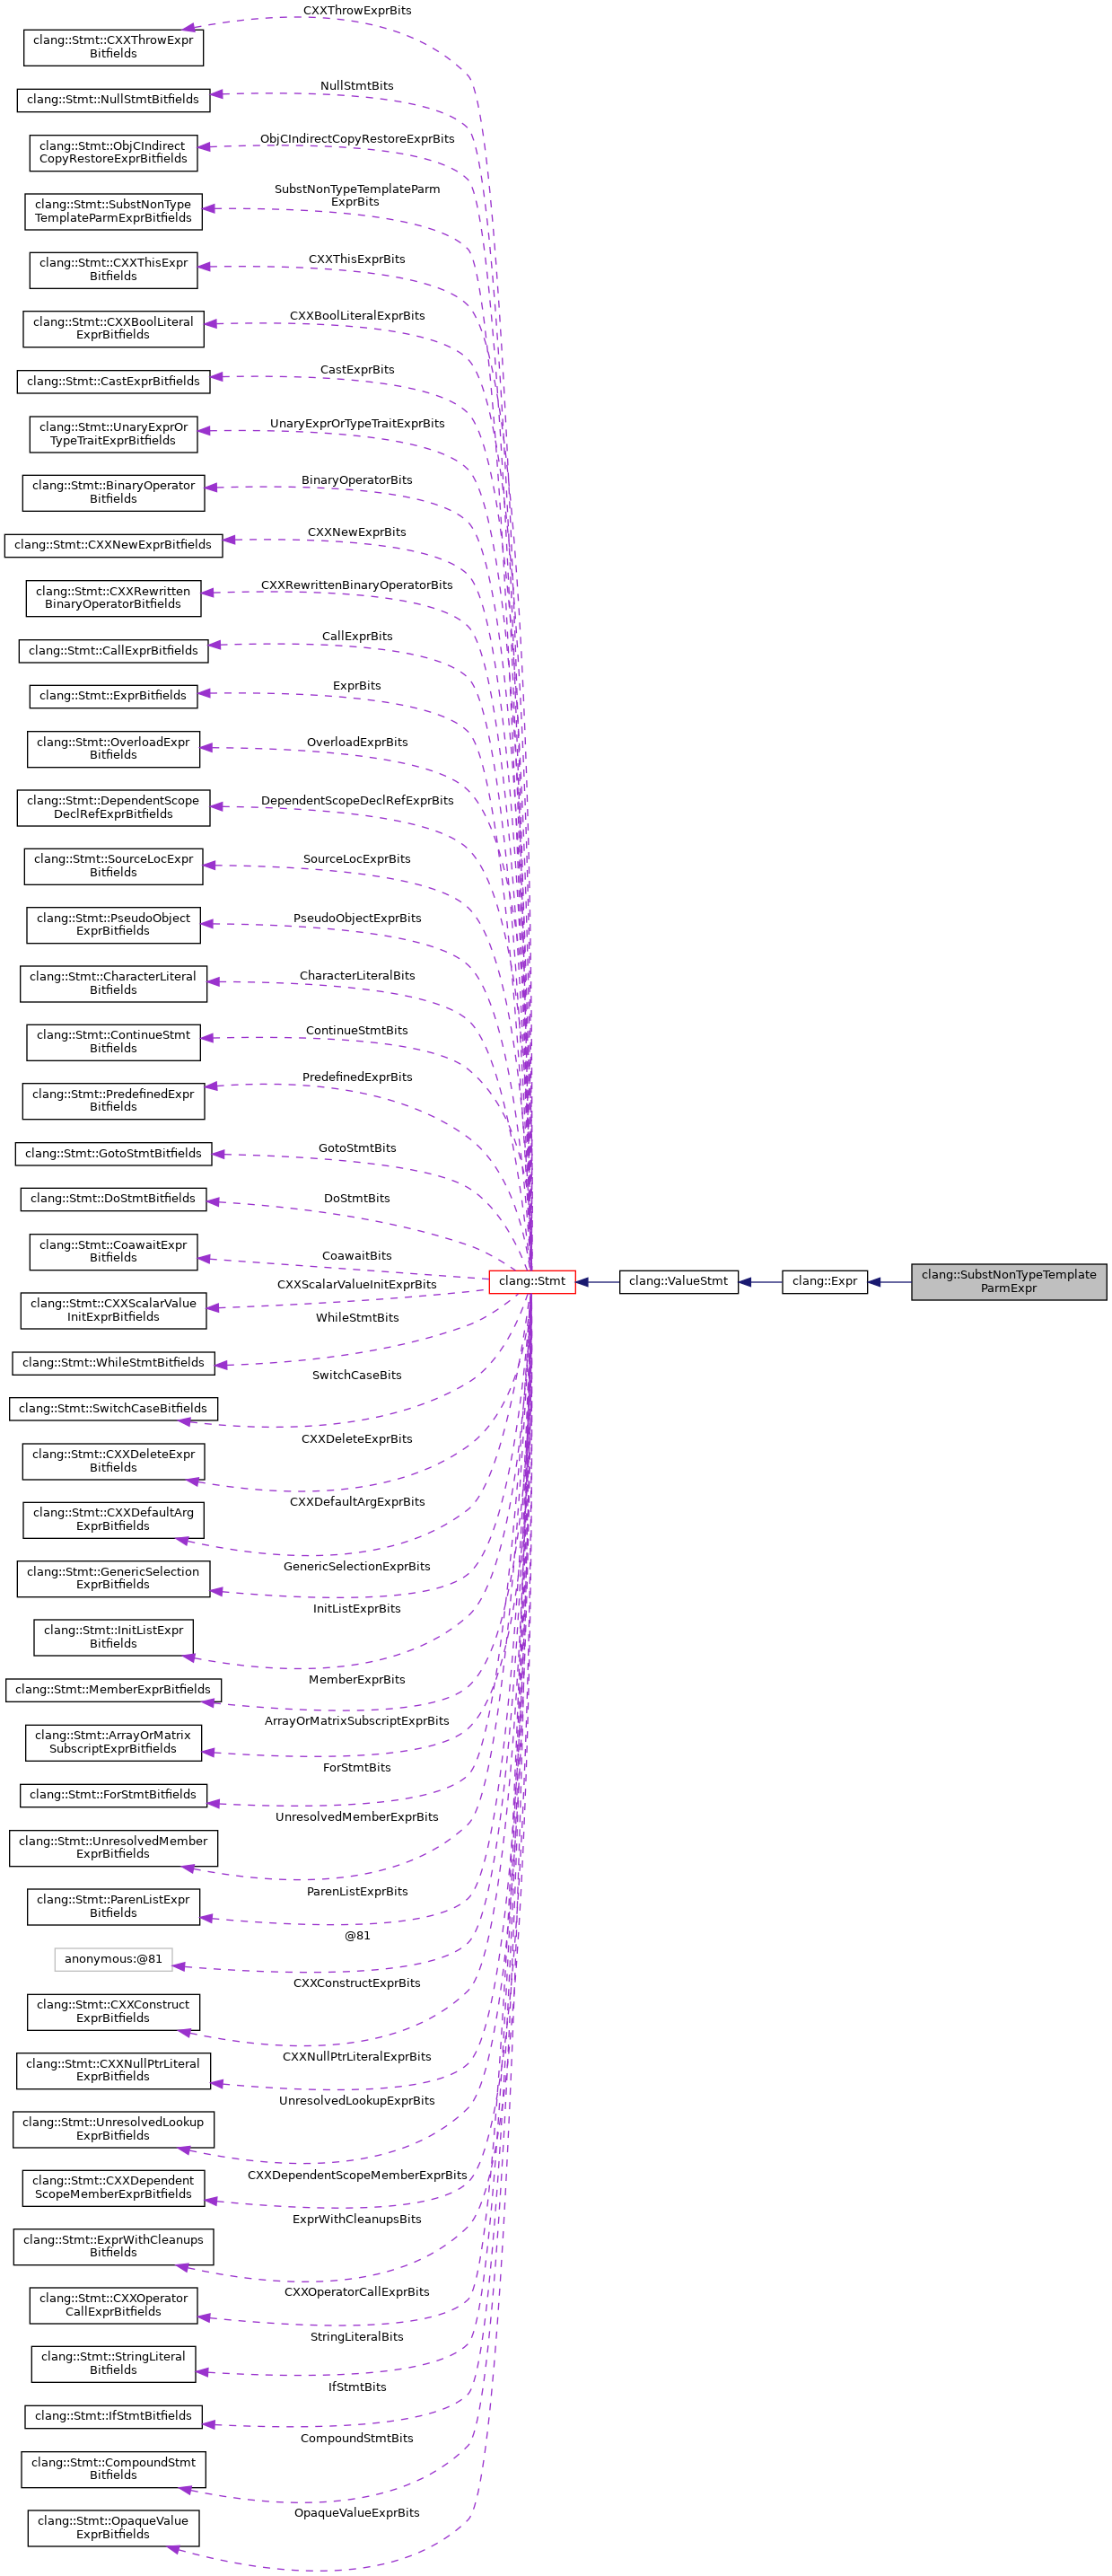 CXXThrowExprBits
clang::Stmt::CXXThrowExpr
Bitfields
NullStmtBits
clang::Stmt::NullStmtBitfields
ObjCIndirectCopyRestoreExprBits
clang::Stmt::ObjCIndirect
CopyRestoreExprBitfields
SubstNonTypeTemplateParm
ExprBits
clang::Stmt::SubstNonType
TemplateParmExprBitfields
CXXThisExprBits
clang::Stmt::CXXThisExpr
Bitfields
CXXBoolLiteralExprBits
clang::Stmt::CXXBoolLiteral
ExprBitfields
CastExprBits
clang::Stmt::CastExprBitfields
UnaryExprOrTypeTraitExprBits
clang::Stmt::UnaryExprOr
TypeTraitExprBitfields
BinaryOperatorBits
clang::Stmt::BinaryOperator
Bitfields
CXXNewExprBits
clang::Stmt::CXXNewExprBitfields
CXXRewrittenBinaryOperatorBits
clang::Stmt::CXXRewritten
BinaryOperatorBitfields
CallExprBits
clang::Stmt::CallExprBitfields
ExprBits
clang::Stmt::ExprBitfields
OverloadExprBits
clang::Stmt::OverloadExpr
Bitfields
DependentScopeDeclRefExprBits
clang::Stmt::DependentScope
DeclRefExprBitfields
SourceLocExprBits
clang::Stmt::SourceLocExpr
Bitfields
PseudoObjectExprBits
clang::Stmt::PseudoObject
ExprBitfields
CharacterLiteralBits
clang::Stmt::CharacterLiteral
Bitfields
ContinueStmtBits
clang::Stmt::ContinueStmt
Bitfields
PredefinedExprBits
clang::Stmt::PredefinedExpr
Bitfields
GotoStmtBits
clang::Stmt::GotoStmtBitfields
DoStmtBits
clang::Stmt::DoStmtBitfields
CoawaitBits
clang::Stmt::CoawaitExpr
Bitfields
clang::Stmt
clang::ValueStmt
clang::Expr
clang::SubstNonTypeTemplate
ParmExpr
CXXScalarValueInitExprBits
clang::Stmt::CXXScalarValue
InitExprBitfields
WhileStmtBits
clang::Stmt::WhileStmtBitfields
SwitchCaseBits
clang::Stmt::SwitchCaseBitfields
CXXDeleteExprBits
clang::Stmt::CXXDeleteExpr
Bitfields
CXXDefaultArgExprBits
clang::Stmt::CXXDefaultArg
ExprBitfields
GenericSelectionExprBits
clang::Stmt::GenericSelection
ExprBitfields
InitListExprBits
clang::Stmt::InitListExpr
Bitfields
MemberExprBits
clang::Stmt::MemberExprBitfields
ArrayOrMatrixSubscriptExprBits
clang::Stmt::ArrayOrMatrix
SubscriptExprBitfields
ForStmtBits
clang::Stmt::ForStmtBitfields
UnresolvedMemberExprBits
clang::Stmt::UnresolvedMember
ExprBitfields
ParenListExprBits
clang::Stmt::ParenListExpr
Bitfields
@81
anonymous:@81
CXXConstructExprBits
clang::Stmt::CXXConstruct
ExprBitfields
CXXNullPtrLiteralExprBits
clang::Stmt::CXXNullPtrLiteral
ExprBitfields
UnresolvedLookupExprBits
clang::Stmt::UnresolvedLookup
ExprBitfields
CXXDependentScopeMemberExprBits
clang::Stmt::CXXDependent
ScopeMemberExprBitfields
ExprWithCleanupsBits
clang::Stmt::ExprWithCleanups
Bitfields
CXXOperatorCallExprBits
clang::Stmt::CXXOperator
CallExprBitfields
StringLiteralBits
clang::Stmt::StringLiteral
Bitfields
IfStmtBits
clang::Stmt::IfStmtBitfields
CompoundStmtBits
clang::Stmt::CompoundStmt
Bitfields
OpaqueValueExprBits
clang::Stmt::OpaqueValue
ExprBitfields